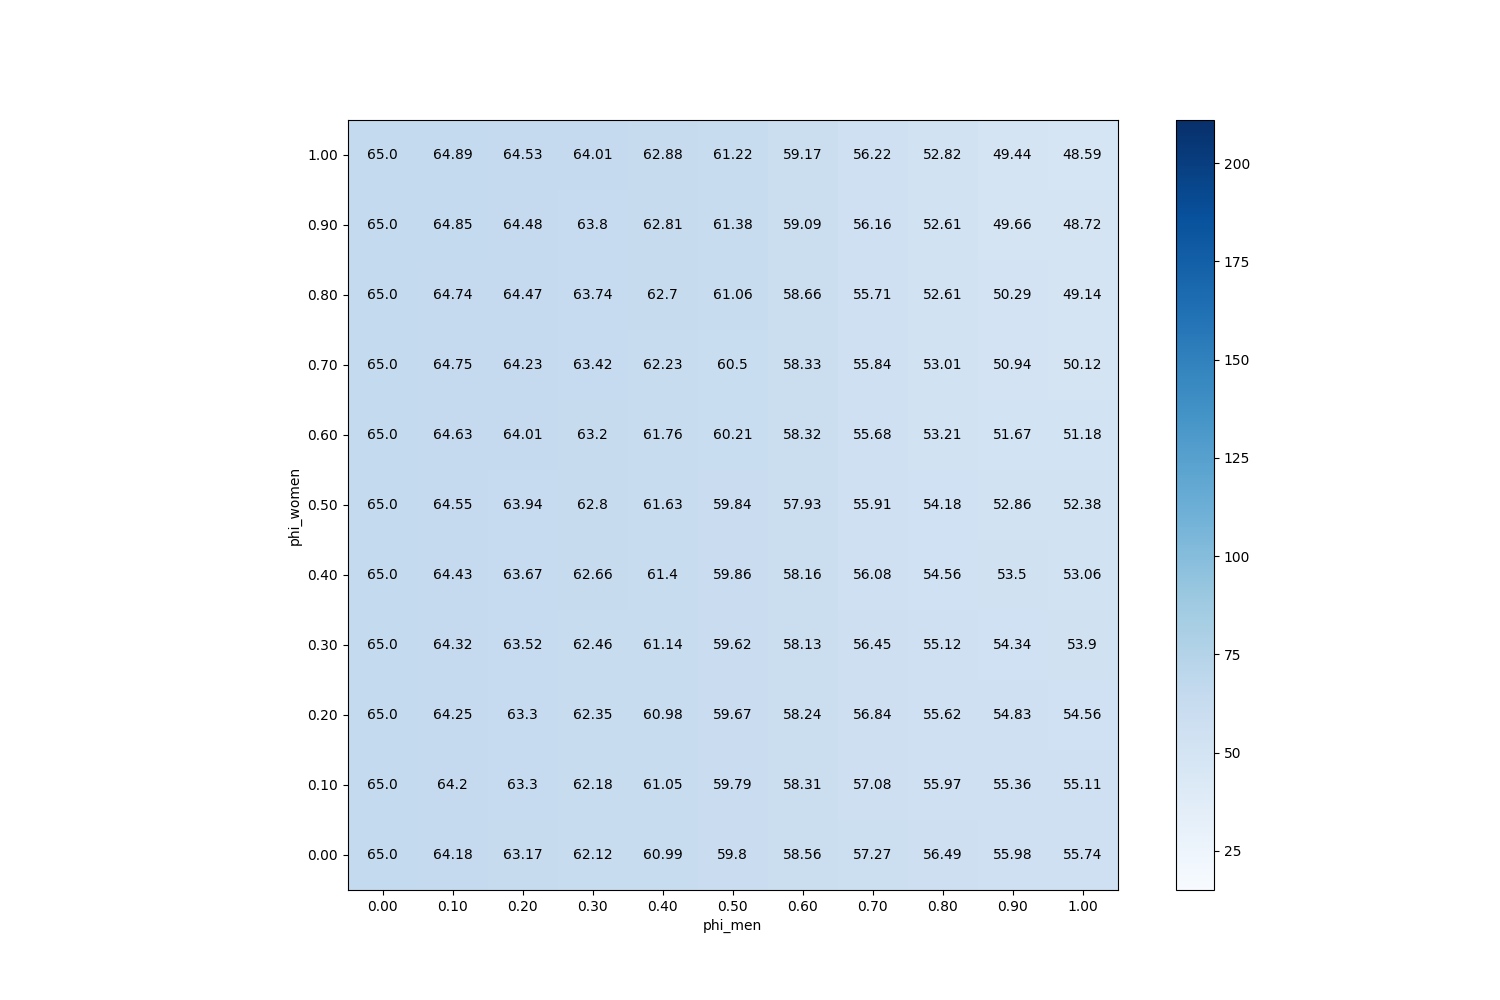 1.00 65.0 64.89 64.53 64.01 62.88 61.22 59.17 56.22 52.82 49.44 48.59
0.90 65.0 64.85 64.48 63.8 62.81 61.38 59.09 56.16 52.61 49.66 48.72
0.80 65.0 64.74 64.47 63.74 62.7 61.06 58.66 55.71 52.61 50.29 49.14
0.70 65.0 64.75 64.23 63.42 62.23 60.5 58.33 55.84 53.01 50.94 50.12
0.60 65.0 64.63 64.01 63.2 61.76 60.21 58.32 55.68 53.21 51.67 51.18
0.50 65.0 64.55 63.94 62.8 61.63 59.84 57.93 55.91 54.18 52.86 52.38
0.40 65.0 64.43 63.67 62.66 61.4 59.86 58.16 56.08 54.56 53.5 53.06
0.30 65.0 64.32 63.52 62.46 61.14 59.62 58.13 56.45 55.12 54.34 53.9
0.20 65.0 64.25 63.3 62.35 60.98 59.67 58.24 56.84 55.62 54.83 54.56
0.10 65.0 64.2 63.3 62.18 61.05 59.79 58.31 57.08 55.97 55.36 55.11
0.00 65.0 64.18 63.17 62.12 60.99 59.8 58.56 57.27 56.49 55.98 55.74
0.00 0.10 0.20 0.30 0.40 0.50 0.60 0.70 0.80 0.90 1.00
phi_men
phi_women
200
175
150
125
100
75
50
25